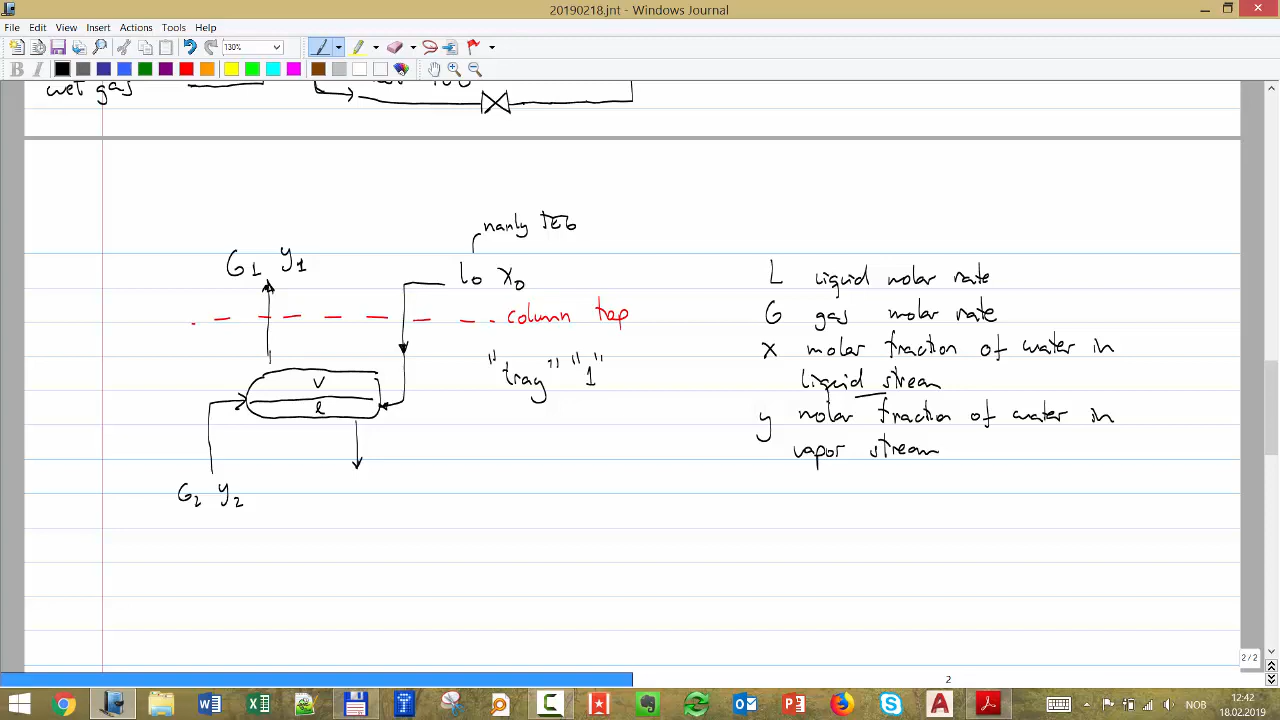 20190218.jnt - Windows Journal
File Edit View Insert Actions Tools Help
130%
wet gas
manly TEG
G1 y1
L0 x0
column top
"tray" "1"
v
l
G2 y2
L liquid molar rate
G gas molar rate
x molar fraction of water in
liquid stream
y molar fraction of water in
vapor stream
2/2
2
NOB
12:42
18.02.2019